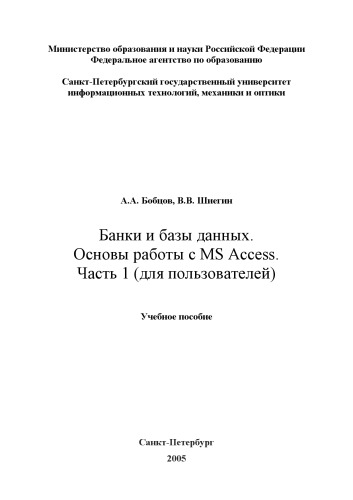 Министерство образования и науки Российской Федерации
Федеральное агентство по образованию
Санкт-Петербургский государственный университет
информационных технологий, механики и оптики
А.А. Бобцов, В.В. Шиегин
Банки и базы данных.
Основы работы с MS Access.
Часть 1 (для пользователей)
Учебное пособие
Санкт-Петербург
2005